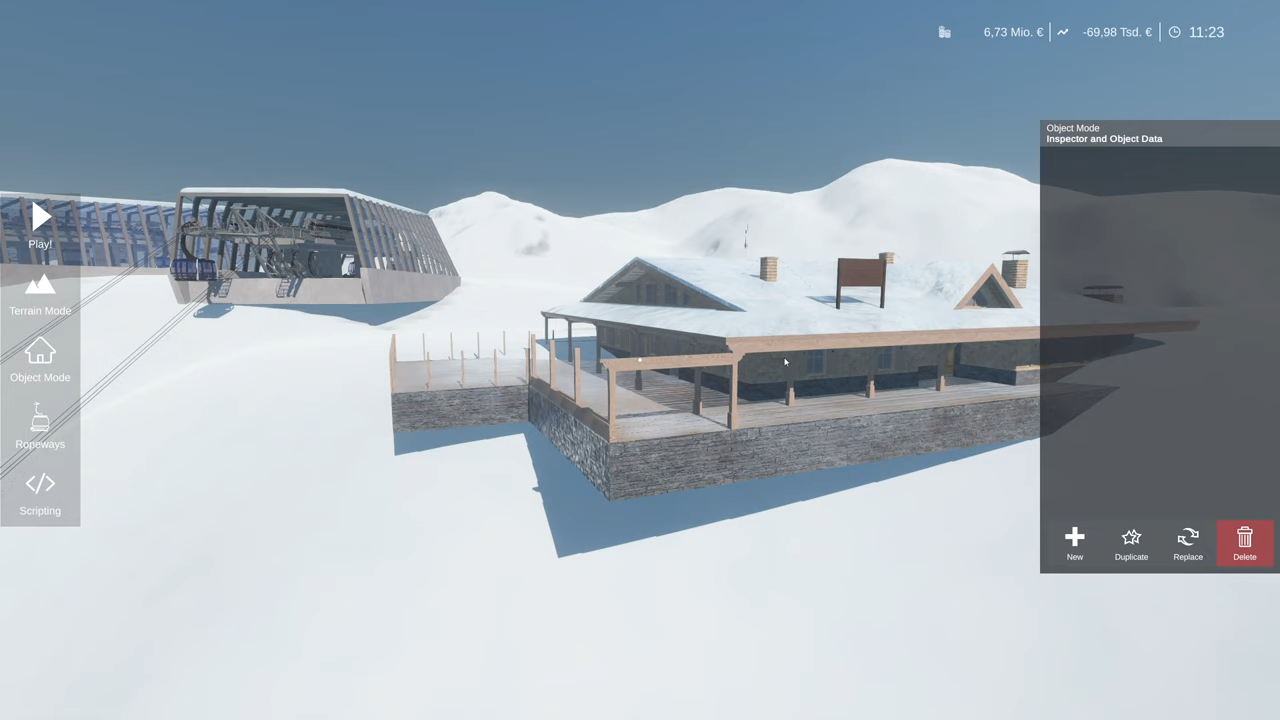 6,73 Mio. € -69,98 Tsd. € 11:23
Object Mode
Inspector and Object Data
Play!
Terrain Mode
Object Mode
Ropeways
Scripting
New Duplicate Replace Delete